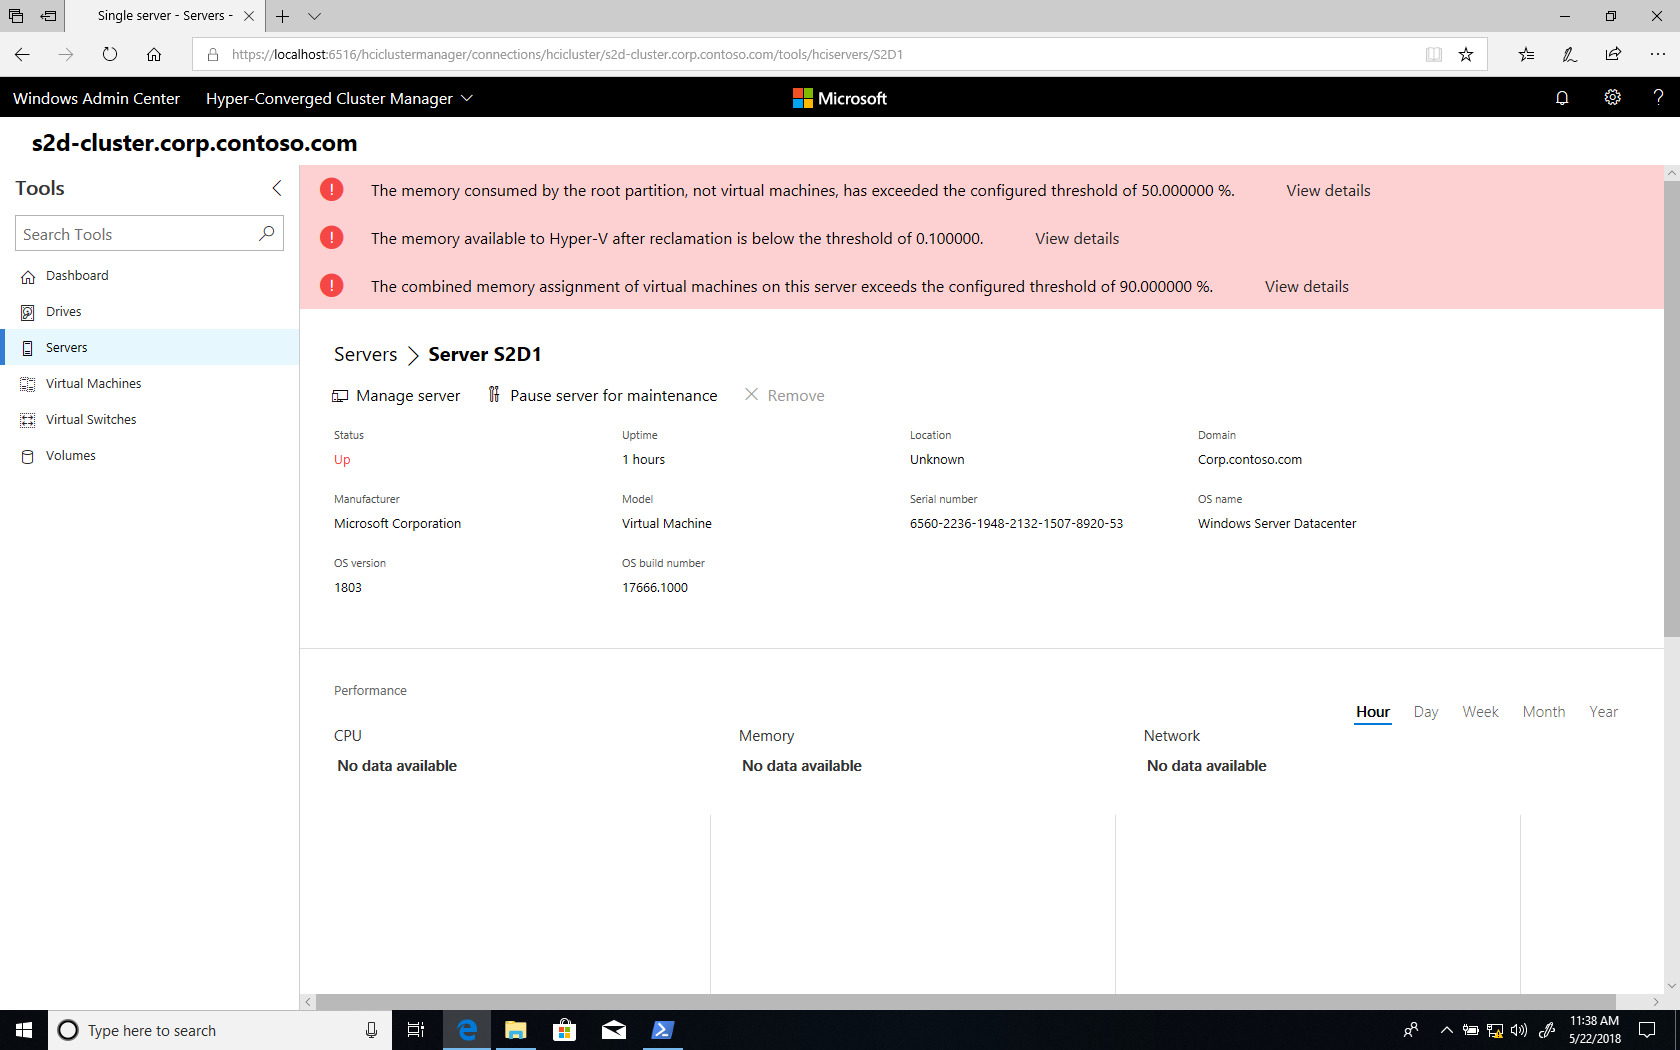 Single server - Servers -
https://localhost:6516/hciclustermanager/connections/hcicluster/s2d-cluster.corp.contoso.com/tools/hciservers/S2D1
Windows Admin Center Hyper-Converged Cluster Manager Microsoft ?
s2d-cluster.corp.contoso.com
Tools
Search Tools
Dashboard
Drives
Servers
Virtual Machines
Virtual Switches
Volumes
! The memory consumed by the root partition, not virtual machines, has exceeded the configured threshold of 50.000000 %. View details
! The memory available to Hyper-V after reclamation is below the threshold of 0.100000. View details
! The combined memory assignment of virtual machines on this server exceeds the configured threshold of 90.000000 %. View details
Servers > Server S2D1
Manage server Pause server for maintenance Remove
Status Uptime Location Domain
Up 1 hours Unknown Corp.contoso.com
Manufacturer Model Serial number OS name
Microsoft Corporation Virtual Machine 6560-2236-1948-2132-1507-8920-53 Windows Server Datacenter
OS version OS build number
1803 17666.1000
Performance
Hour Day Week Month Year
CPU Memory Network
No data available No data available No data available
Type here to search
11:38 AM
5/22/2018